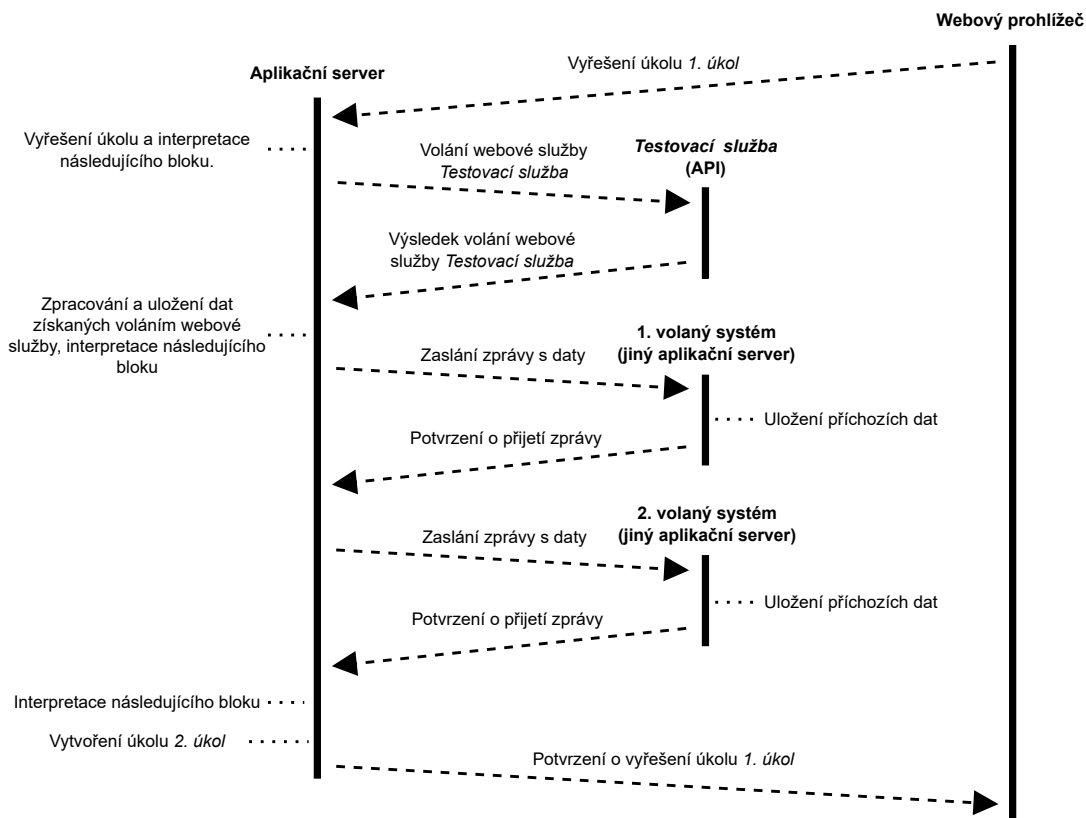 Webový prohlížeč
Vyřešení úkolu 1. úkol
Aplikační server
Vyřešení úkolu a interpretace
následujícího bloku.
Volání webové služby
Testovací služba
Testovací služba
(API)
Výsledek volání webové
služby Testovací služba
Zpracování a uložení dat
získaných voláním webové
služby, interpretace následujícího
bloku
1. volaný systém
(jiný aplikační server)
Zaslání zprávy s daty
Uložení příchozích dat
Potvrzení o přijetí zprávy
2. volaný systém
(jiný aplikační server)
Zaslání zprávy s daty
Uložení příchozích dat
Potvrzení o přijetí zprávy
Interpretace následujícího bloku
Vytvoření úkolu 2. úkol
Potvrzení o vyřešení úkolu 1. úkol